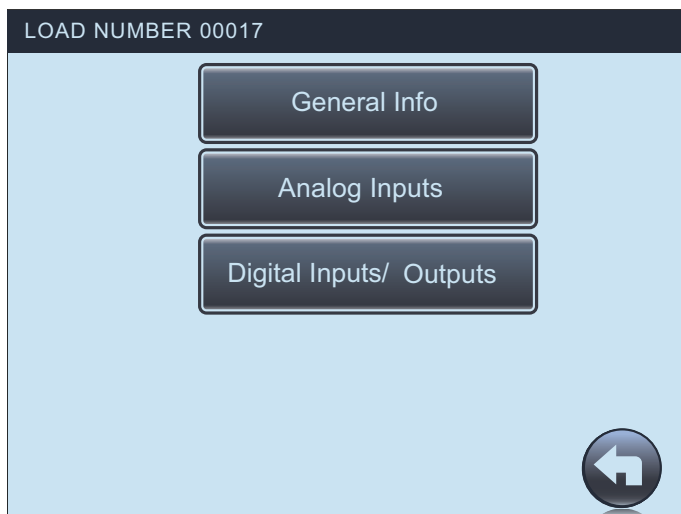 LOAD NUMBER 00017
General Info
Analog Inputs
Digital Inputs/ Outputs